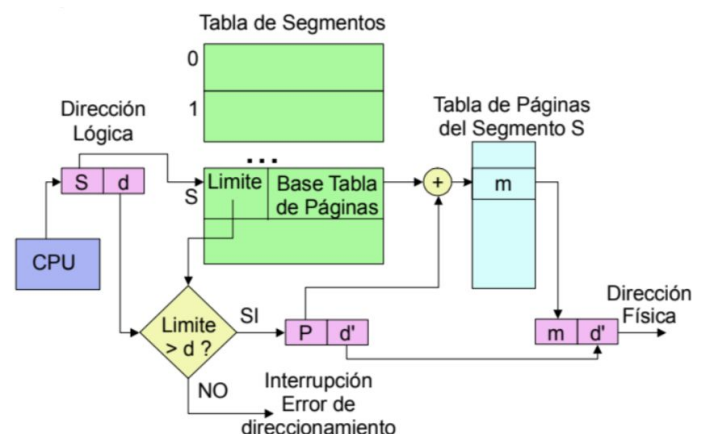 Tabla de Segmentos
0
1
Dirección
Lógica
Tabla de Páginas
del Segmento S
...
S d
S
Limite
Base Tabla
de Páginas
+
m
CPU
Limite
> d ?
SI
P d'
m d'
Dirección
Física
NO
Interrupción
Error de
direccionamiento